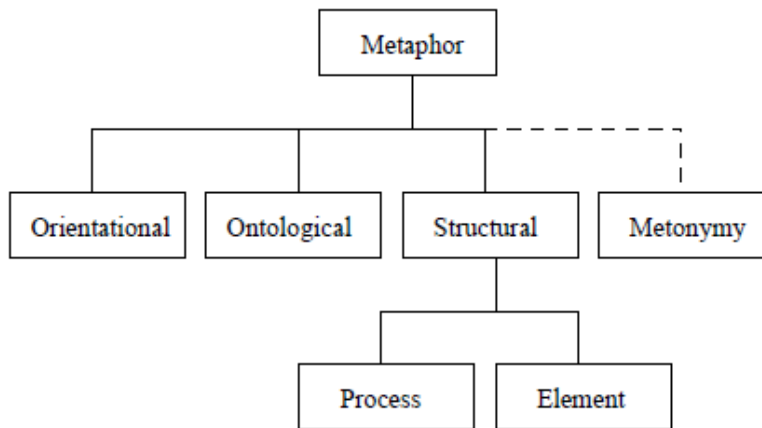 Metaphor
Orientational
Ontological
Structural
Metonymy
Process
Element